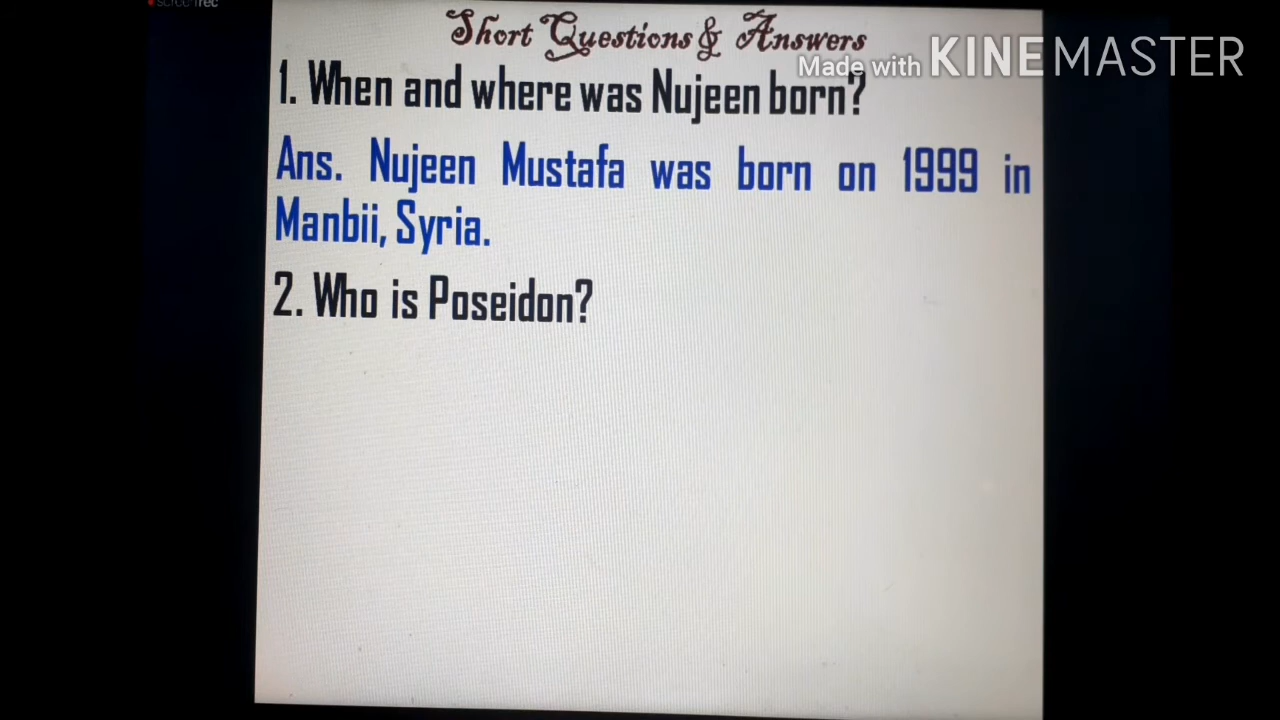 Short Questions & Answers
Made with KINEMASTER
1. When and where was Nujeen born?
Ans. Nujeen Mustafa was born on 1999 in
Manbii, Syria.
2. Who is Poseidon?